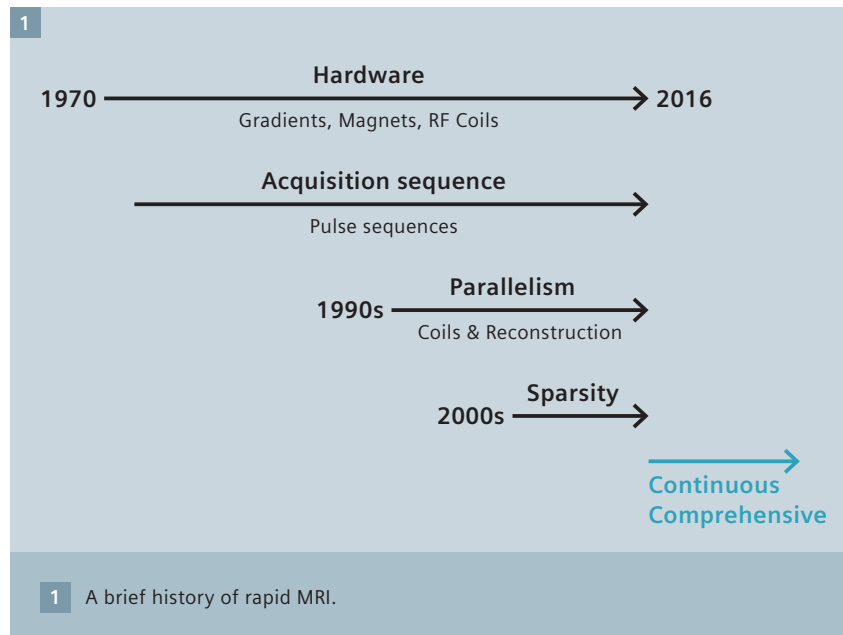 1
Hardware
1970
2016
Gradients, Magnets, RF Coils
Acquisition sequence
Pulse sequences
Parallelism
1990s
Coils & Reconstruction
Sparsity
2000s
Continuous
Comprehensive
1 A brief history of rapid MRI.